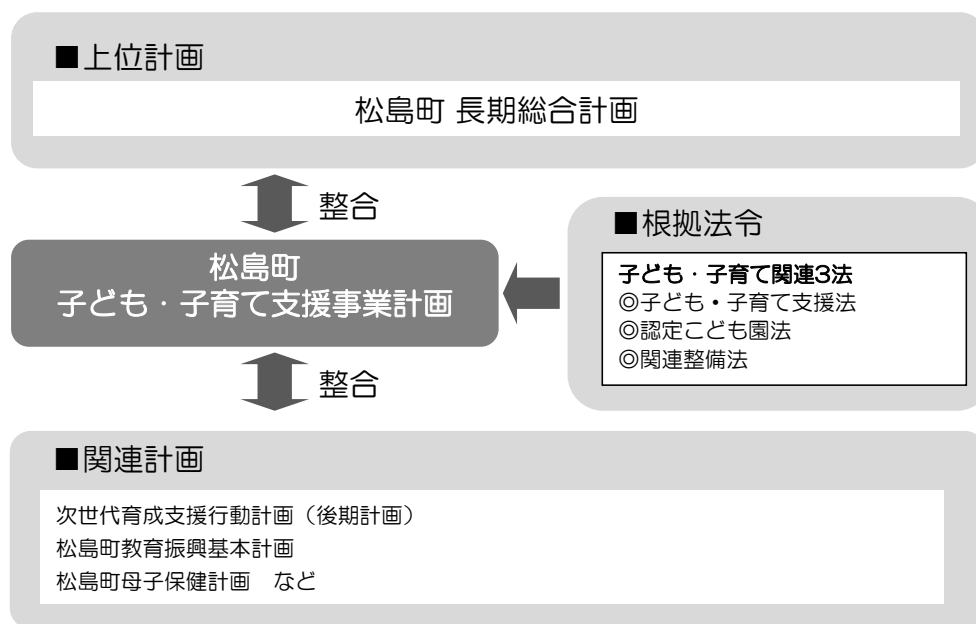 ■上位計画
松島町 長期総合計画
整合
松島町
子ども・子育て支援事業計画
■根拠法令
子ども・子育て関連3法
◎子ども・子育て支援法
◎認定こども園法
◎関連整備法
整合
■関連計画
次世代育成支援行動計画（後期計画）
松島町教育振興基本計画
松島町母子保健計画　など